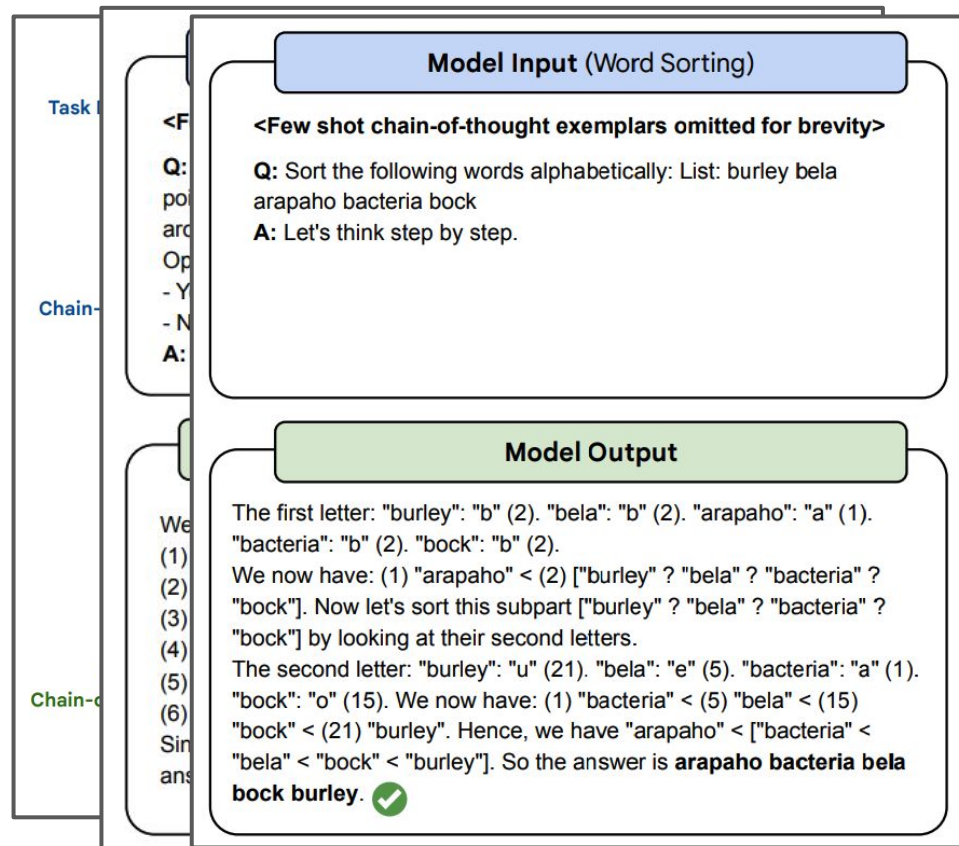 Task
Chain-
Chain-
<F
Q:
poi
Op
- Y
- N
A:
We
(1)
(2)
(3)
(4)
(5)
(6)
Sin
ans
Model Input (Word Sorting)
<Few shot chain-of-thought exemplars omitted for brevity>
Q: Sort the following words alphabetically: List: burley bela
arapaho bacteria bock
A: Let's think step by step.
Model Output
The first letter: "burley": "b" (2). "bela": "b" (2). "arapaho": "a" (1).
"bacteria": "b" (2). "bock": "b" (2).
We now have: (1) "arapaho" < (2) ["burley" ? "bela" ? "bacteria" ?
"bock"]. Now let's sort this subpart ["burley" ? "bela" ? "bacteria" ?
"bock"] by looking at their second letters.
The second letter: "burley": "u" (21). "bela": "e" (5). "bacteria": "a" (1).
"bock": "o" (15). We now have: (1) "bacteria" < (5) "bela" < (15)
"bock" < (21) "burley". Hence, we have "arapaho" < ["bacteria" <
"bela" < "bock" < "burley"]. So the answer is arapaho bacteria bela
bock burley.